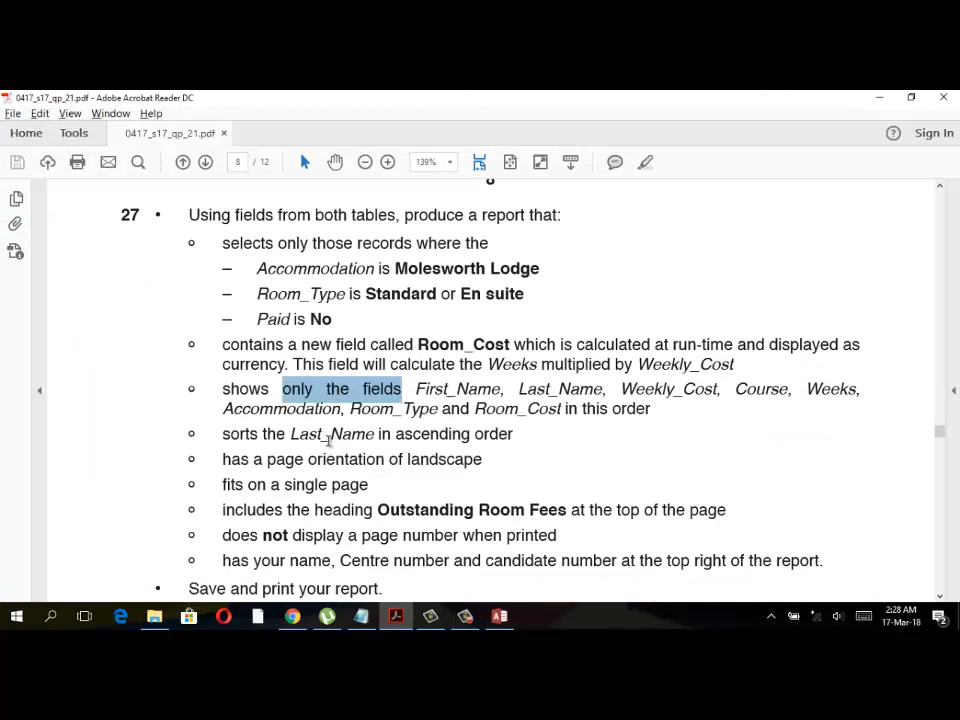 0417_s17_qp_21.pdf - Adobe Acrobat Reader DC
File Edit View Window Help
Home Tools 0417_s17_qp_21.pdf × Sign In
8 / 12 139%
27 • Using fields from both tables, produce a report that:
selects only those records where the
– Accommodation is Molesworth Lodge
– Room_Type is Standard or En suite
– Paid is No
contains a new field called Room_Cost which is calculated at run-time and displayed as
currency. This field will calculate the Weeks multiplied by Weekly_Cost
shows only the fields First_Name, Last_Name, Weekly_Cost, Course, Weeks,
Accommodation, Room_Type and Room_Cost in this order
sorts the Last_Name in ascending order
has a page orientation of landscape
fits on a single page
includes the heading Outstanding Room Fees at the top of the page
does not display a page number when printed
has your name, Centre number and candidate number at the top right of the report.
• Save and print your report.
2:28 AM
17-Mar-18
2